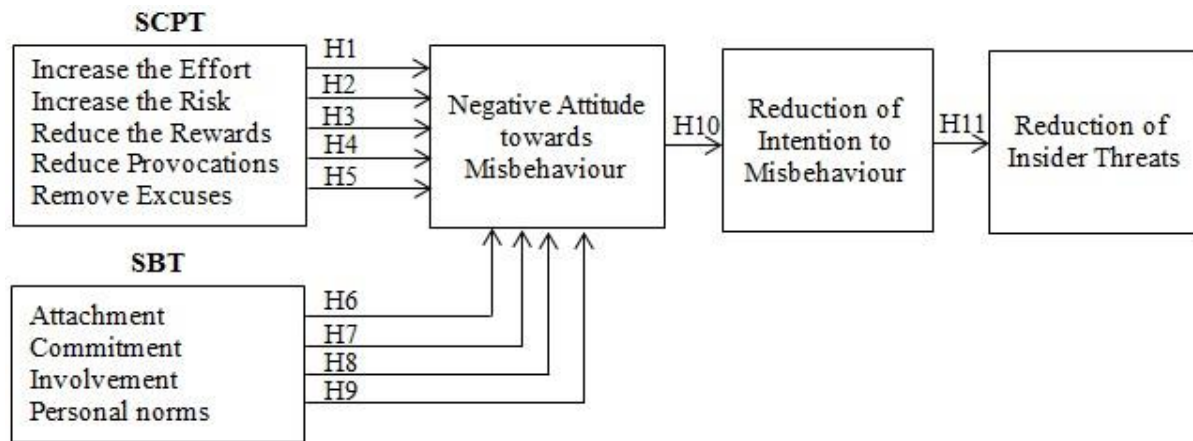 SCPT
Increase the Effort
Increase the Risk
Reduce the Rewards
Reduce Provocations
Remove Excuses
H1
H2
H3
H4
H5
Negative Attitude
towards
Misbehaviour
H10
Reduction of
Intention to
Misbehaviour
H11
Reduction of
Insider Threats
SBT
Attachment
Commitment
Involvement
Personal norms
H6
H7
H8
H9